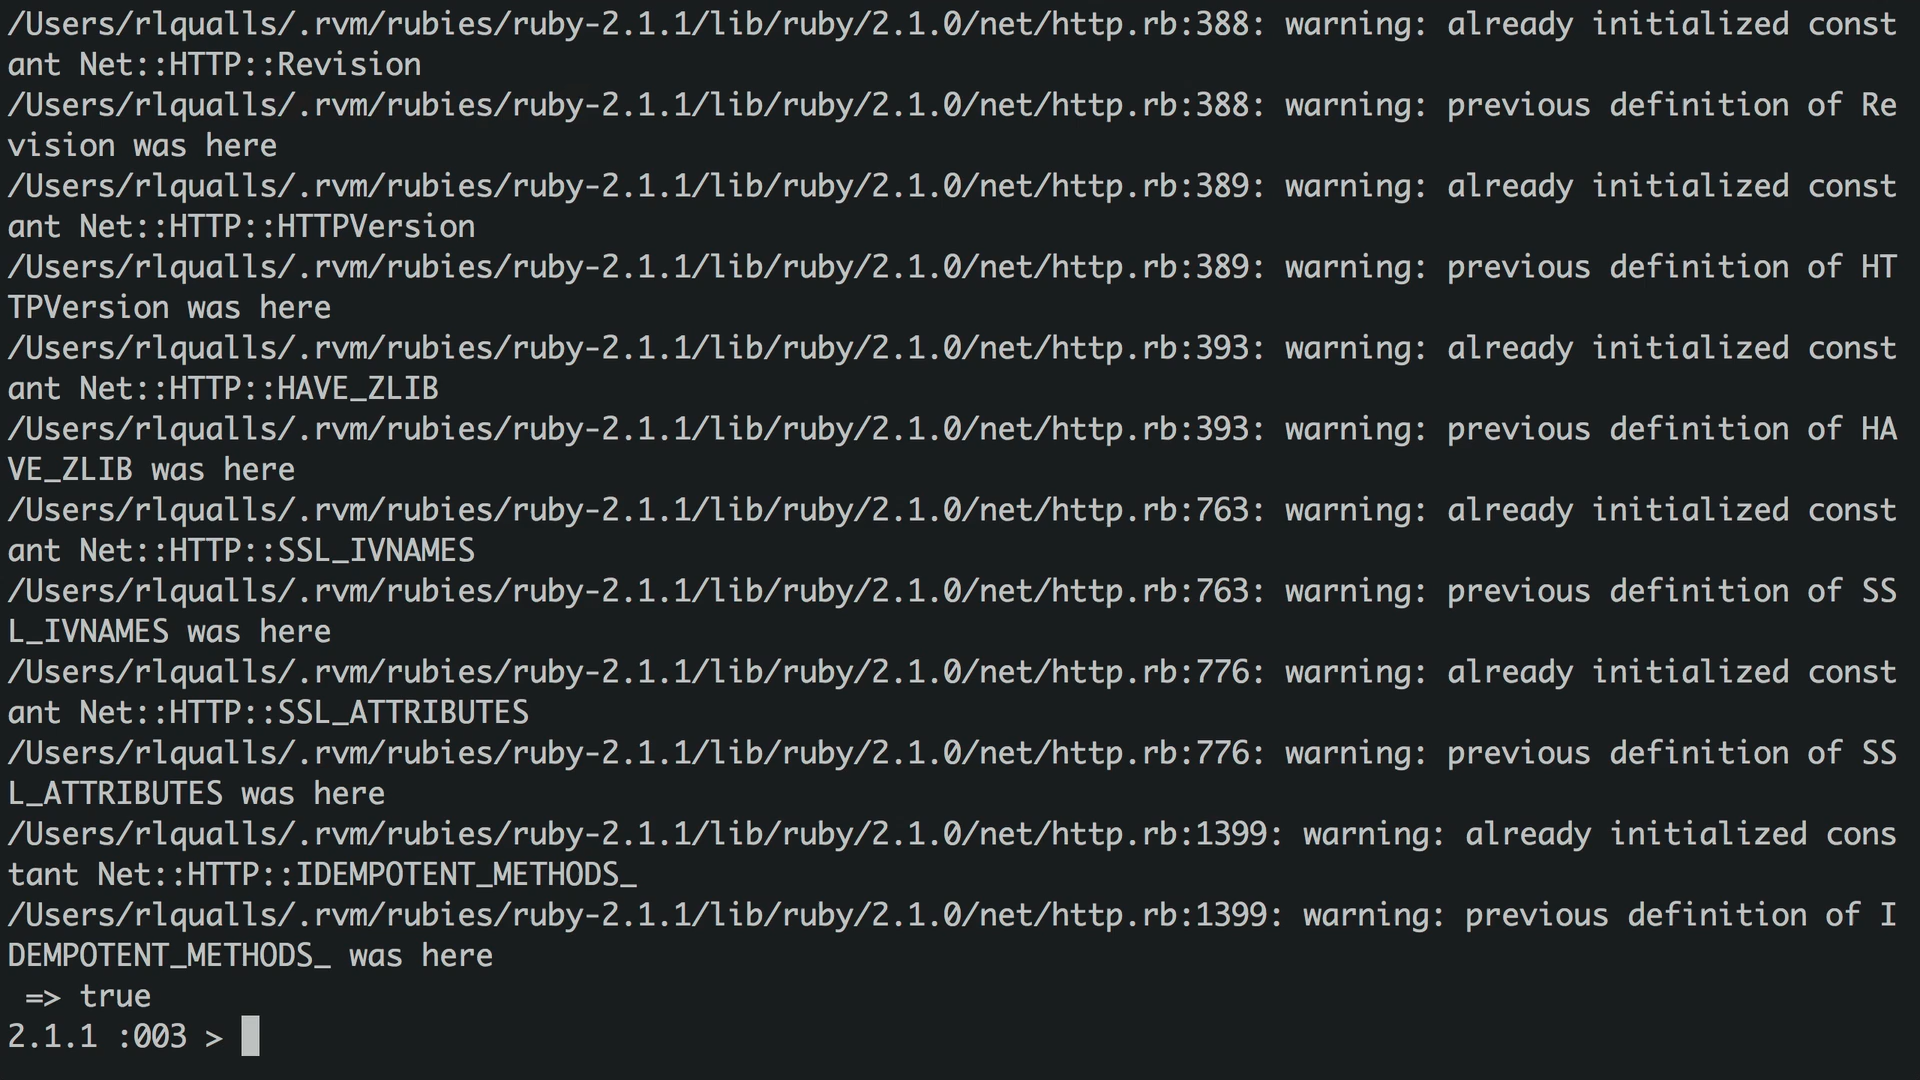 /Users/rlqualls/.rvm/rubies/ruby-2.1.1/lib/ruby/2.1.0/net/http.rb:388: warning: already initialized const
ant Net::HTTP::Revision
/Users/rlqualls/.rvm/rubies/ruby-2.1.1/lib/ruby/2.1.0/net/http.rb:388: warning: previous definition of Re
vision was here
/Users/rlqualls/.rvm/rubies/ruby-2.1.1/lib/ruby/2.1.0/net/http.rb:389: warning: already initialized const
ant Net::HTTP::HTTPVersion
/Users/rlqualls/.rvm/rubies/ruby-2.1.1/lib/ruby/2.1.0/net/http.rb:389: warning: previous definition of HT
TPVersion was here
/Users/rlqualls/.rvm/rubies/ruby-2.1.1/lib/ruby/2.1.0/net/http.rb:393: warning: already initialized const
ant Net::HTTP::HAVE_ZLIB
/Users/rlqualls/.rvm/rubies/ruby-2.1.1/lib/ruby/2.1.0/net/http.rb:393: warning: previous definition of HA
VE_ZLIB was here
/Users/rlqualls/.rvm/rubies/ruby-2.1.1/lib/ruby/2.1.0/net/http.rb:763: warning: already initialized const
ant Net::HTTP::SSL_IVNAMES
/Users/rlqualls/.rvm/rubies/ruby-2.1.1/lib/ruby/2.1.0/net/http.rb:763: warning: previous definition of SS
L_IVNAMES was here
/Users/rlqualls/.rvm/rubies/ruby-2.1.1/lib/ruby/2.1.0/net/http.rb:776: warning: already initialized const
ant Net::HTTP::SSL_ATTRIBUTES
/Users/rlqualls/.rvm/rubies/ruby-2.1.1/lib/ruby/2.1.0/net/http.rb:776: warning: previous definition of SS
L_ATTRIBUTES was here
/Users/rlqualls/.rvm/rubies/ruby-2.1.1/lib/ruby/2.1.0/net/http.rb:1399: warning: already initialized cons
tant Net::HTTP::IDEMPOTENT_METHODS_
/Users/rlqualls/.rvm/rubies/ruby-2.1.1/lib/ruby/2.1.0/net/http.rb:1399: warning: previous definition of I
DEMPOTENT_METHODS_ was here
 => true
2.1.1 :003 >